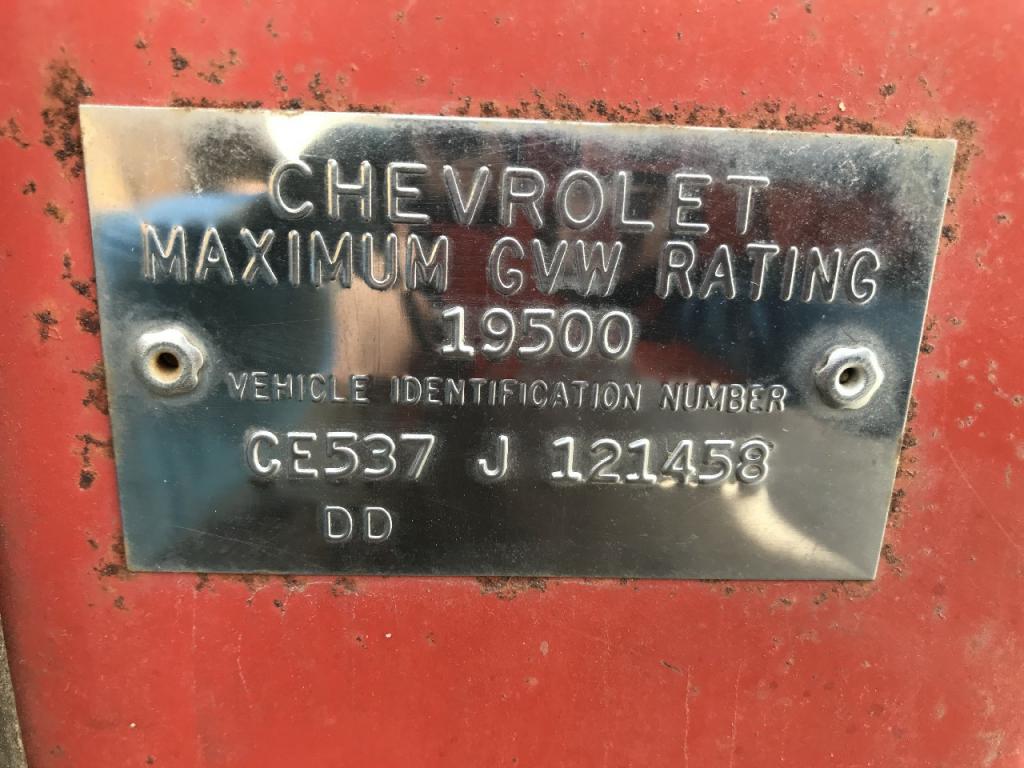 CHEVROLET
MAXIMUM GVW RATING
19500
VEHICLE IDENTIFICATION NUMBER
CE537 J 121458
DD